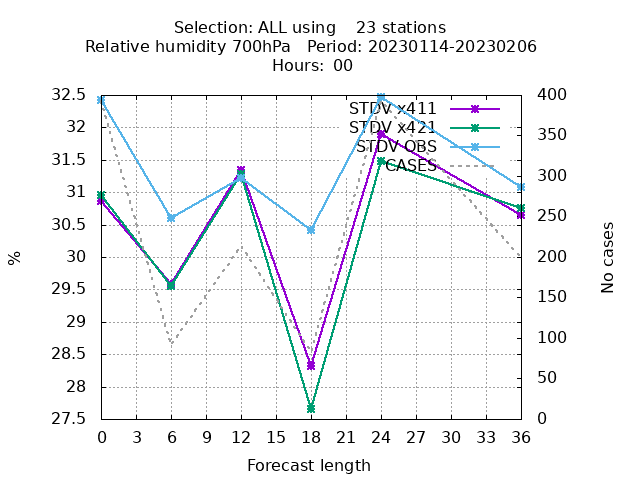 Selection: ALL using    23 stations
Relative humidity 700hPa   Period: 20230114-20230206
Hours:  00
32.5
32
31.5
31
30.5
30
29.5
29
28.5
28
27.5
400
350
300
250
200
150
100
50
0
STDV x411
STDV x421
STDV OBS
CASES
%
No cases
0 3 6 9 12 15 18 21 24 27 30 33 36
Forecast length